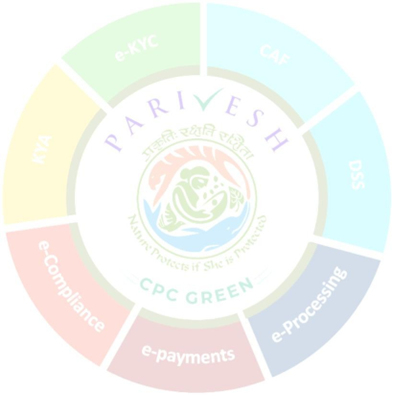 e-KYC
CAF
KYA
DSS
PARIVESH
प्रकृतिः रक्षति रक्षिता
Nature Protects if She is Protected
CPC GREEN
e-Compliance
e-Processing
e-payments